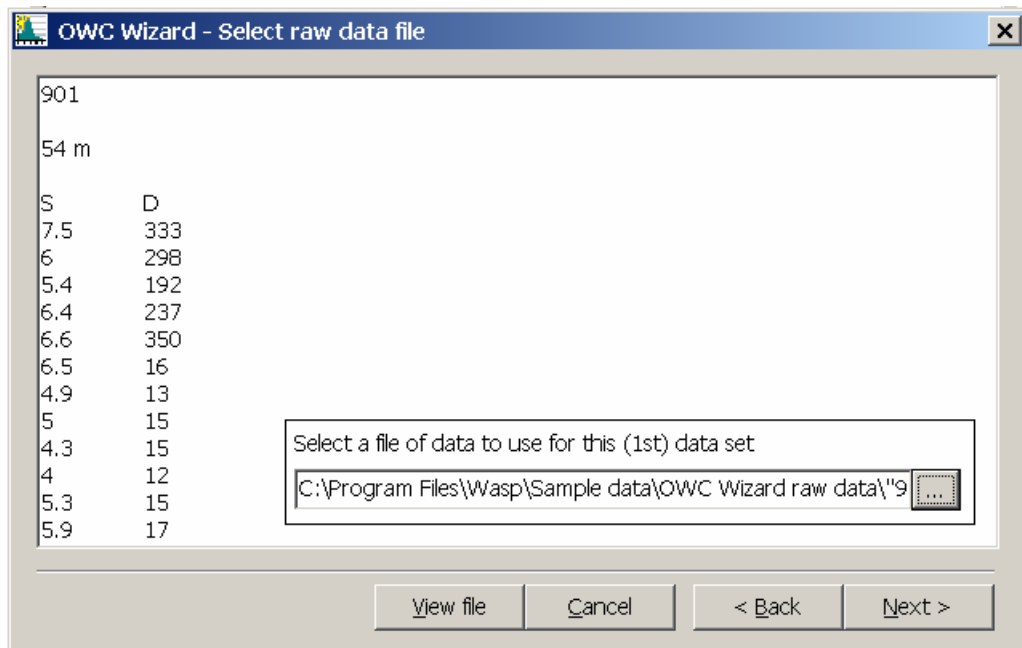 OWC Wizard - Select raw data file
901
54 m
S D
7.5 333
6 298
5.4 192
6.4 237
6.6 350
6.5 16
4.9 13
5 15
4.3 15
4 12
5.3 15
5.9 17
Select a file of data to use for this (1st) data set
C:\Program Files\Wasp\Sample data\OWC Wizard raw data\"9
...
View file
Cancel
< Back
Next >